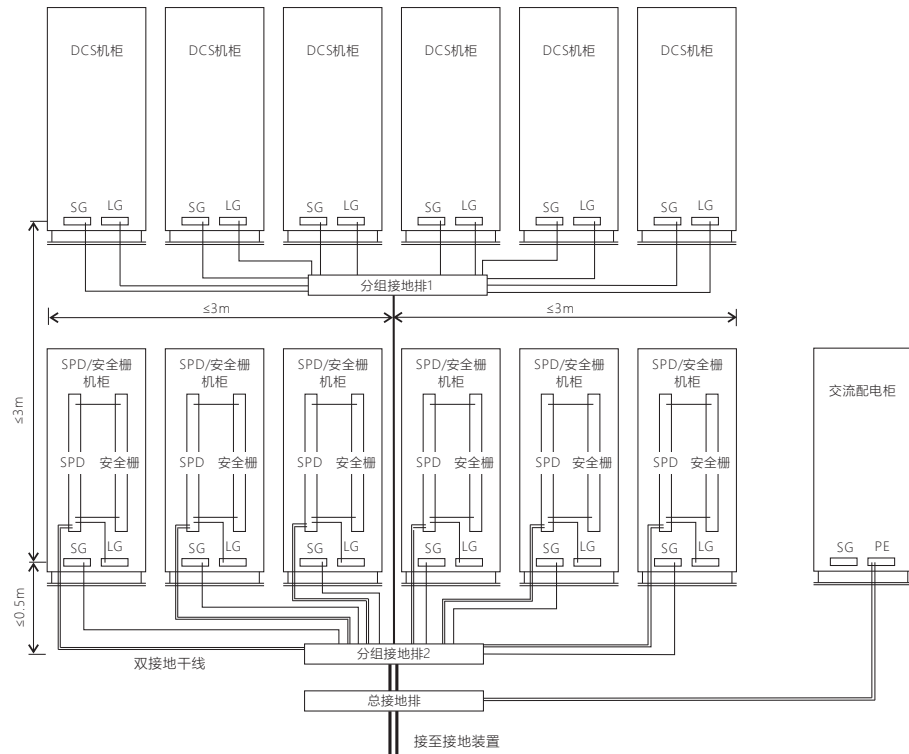 DCS机柜 DCS机柜 DCS机柜 DCS机柜 DCS机柜 DCS机柜
SG LG SG LG SG LG SG LG SG LG SG LG
分组接地排1
≤3m ≤3m
≤3m
SPD/安全栅 SPD/安全栅 SPD/安全栅 SPD/安全栅 SPD/安全栅 SPD/安全栅
机柜 机柜 机柜 机柜 机柜 机柜
交流配电柜
SPD 安全栅 SPD 安全栅 SPD 安全栅 SPD 安全栅 SPD 安全栅 SPD 安全栅
SG LG SG LG SG LG SG LG SG LG SG LG SG PE
≤0.5m
分组接地排2
双接地干线
总接地排
接至接地装置